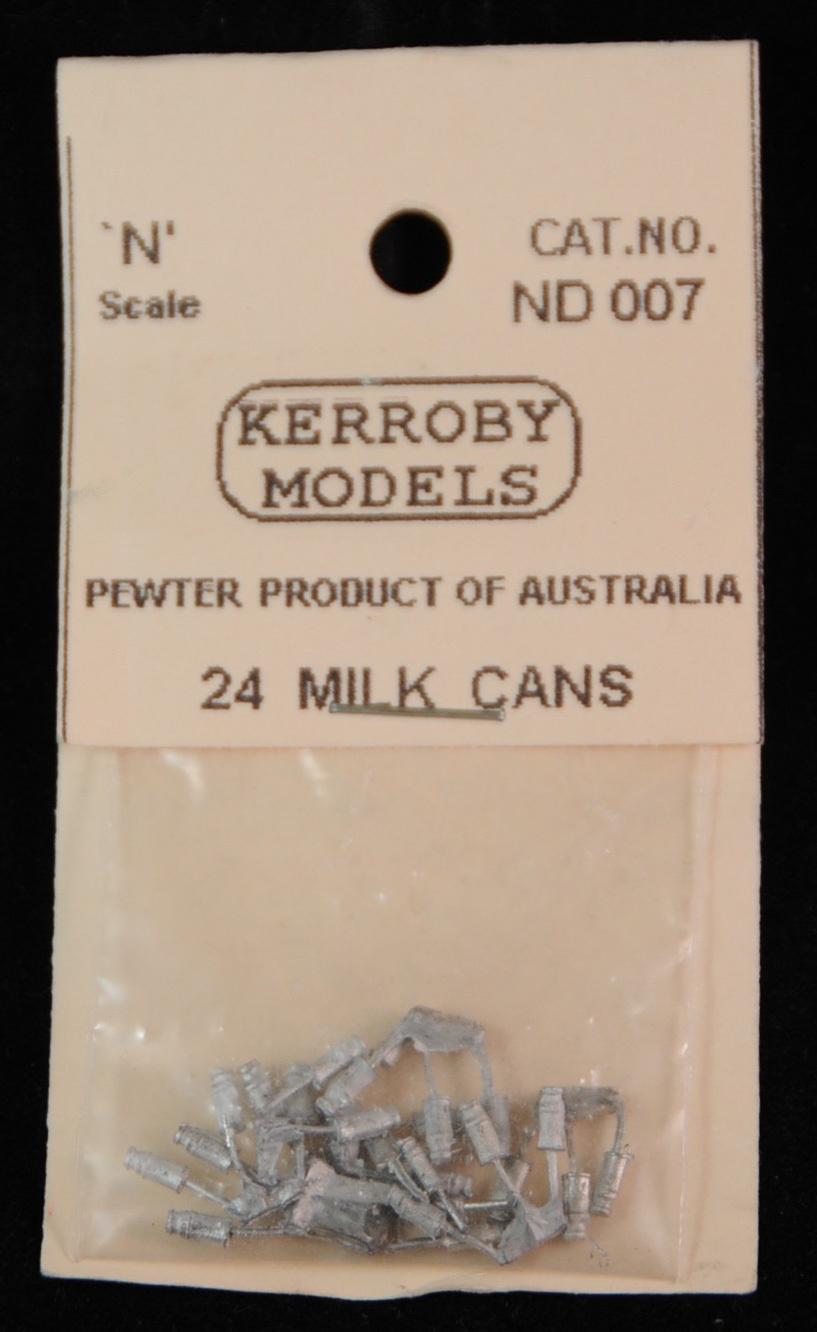 `N' CAT.NO.
Scale ND 007
KERROBY
MODELS
PEWTER PRODUCT OF AUSTRALIA
24 MILK CANS